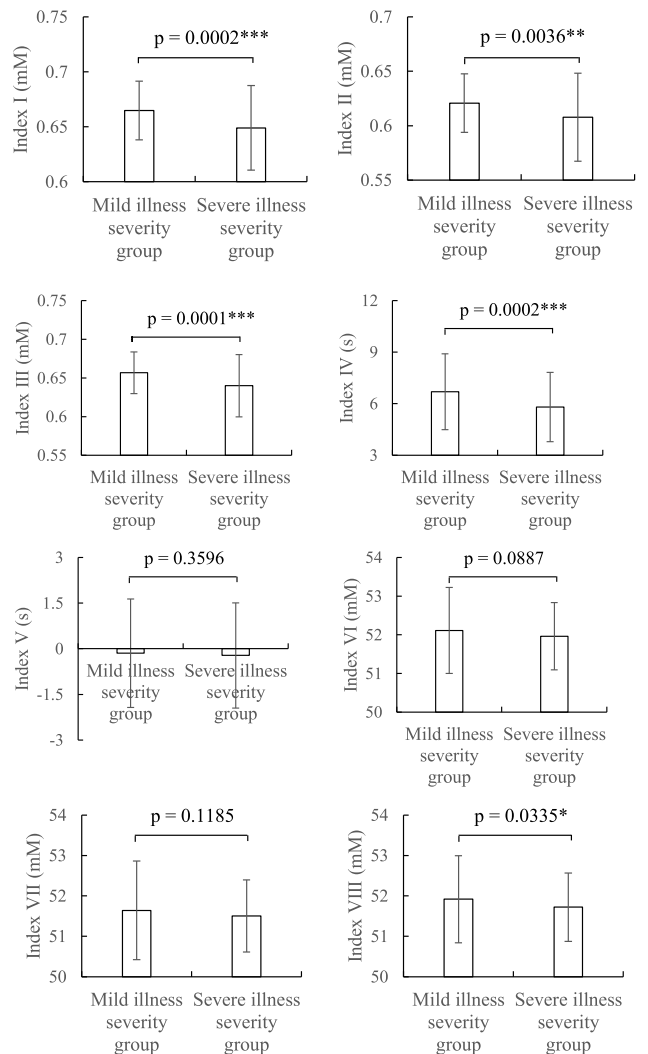 0.75
p = 0.0002***
0.7
Index I (mM)
0.65
0.6
Mild illness severity group
Severe illness severity group
0.7
p = 0.0036**
0.65
Index II (mM)
0.6
0.55
Mild illness severity group
Severe illness severity group
0.75
p = 0.0001***
0.7
Index III (mM)
0.65
0.6
0.55
Mild illness severity group
Severe illness severity group
12
p = 0.0002***
9
Index IV (s)
6
3
Mild illness severity group
Severe illness severity group
3
p = 0.3596
1.5
Index V (s)
0
-1.5
-3
Mild illness severity group
Severe illness severity group
54
p = 0.0887
53
Index VI (mM)
52
51
50
Mild illness severity group
Severe illness severity group
54
p = 0.1185
53
Index VII (mM)
52
51
50
Mild illness severity group
Severe illness severity group
54
p = 0.0335*
53
Index VIII (mM)
52
51
50
Mild illness severity group
Severe illness severity group